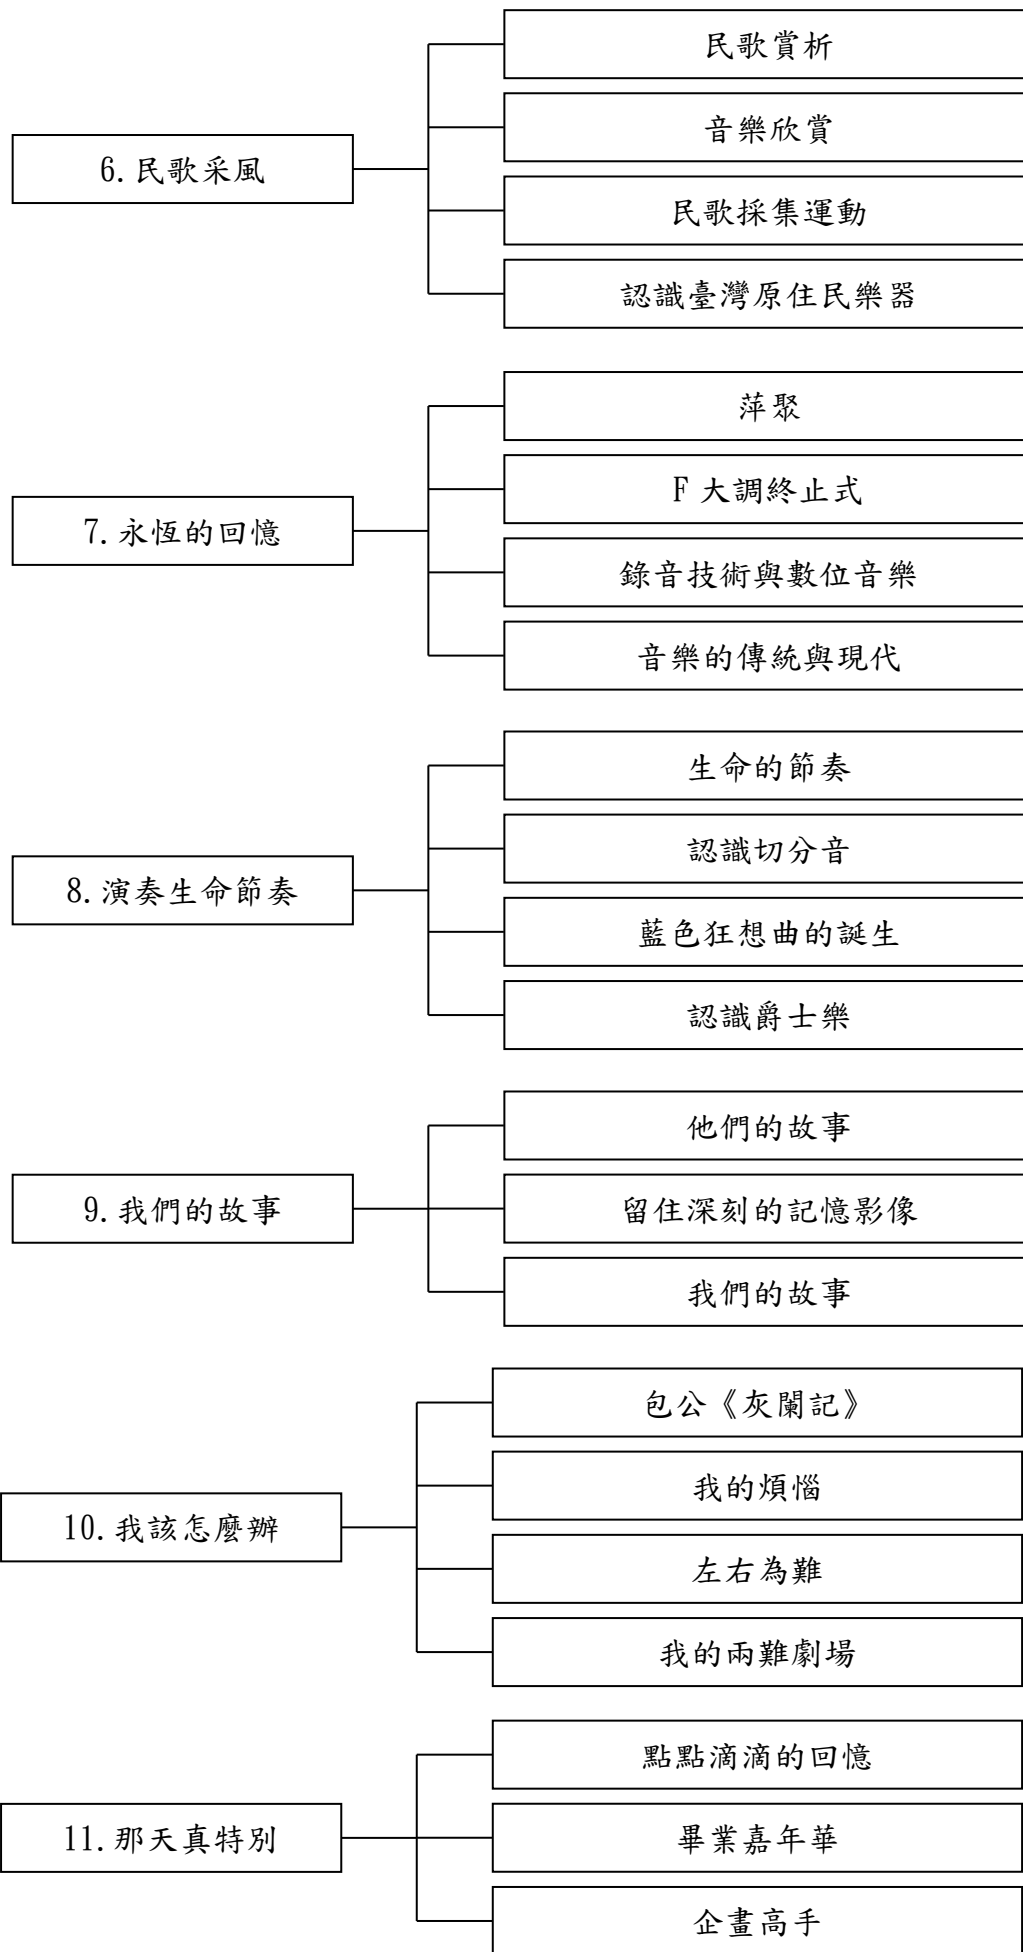 6.民歌采風
民歌賞析
音樂欣賞
民歌採集運動
認識臺灣原住民樂器
7.永恆的回憶
萍聚
F 大調終止式
錄音技術與數位音樂
音樂的傳統與現代
8.演奏生命節奏
生命的節奏
認識切分音
藍色狂想曲的誕生
認識爵士樂
9.我們的故事
他們的故事
留住深刻的記憶影像
我們的故事
10.我該怎麼辦
包公《灰闌記》
我的煩惱
左右為難
我的兩難劇場
11.那天真特別
點點滴滴的回憶
畢業嘉年華
企畫高手